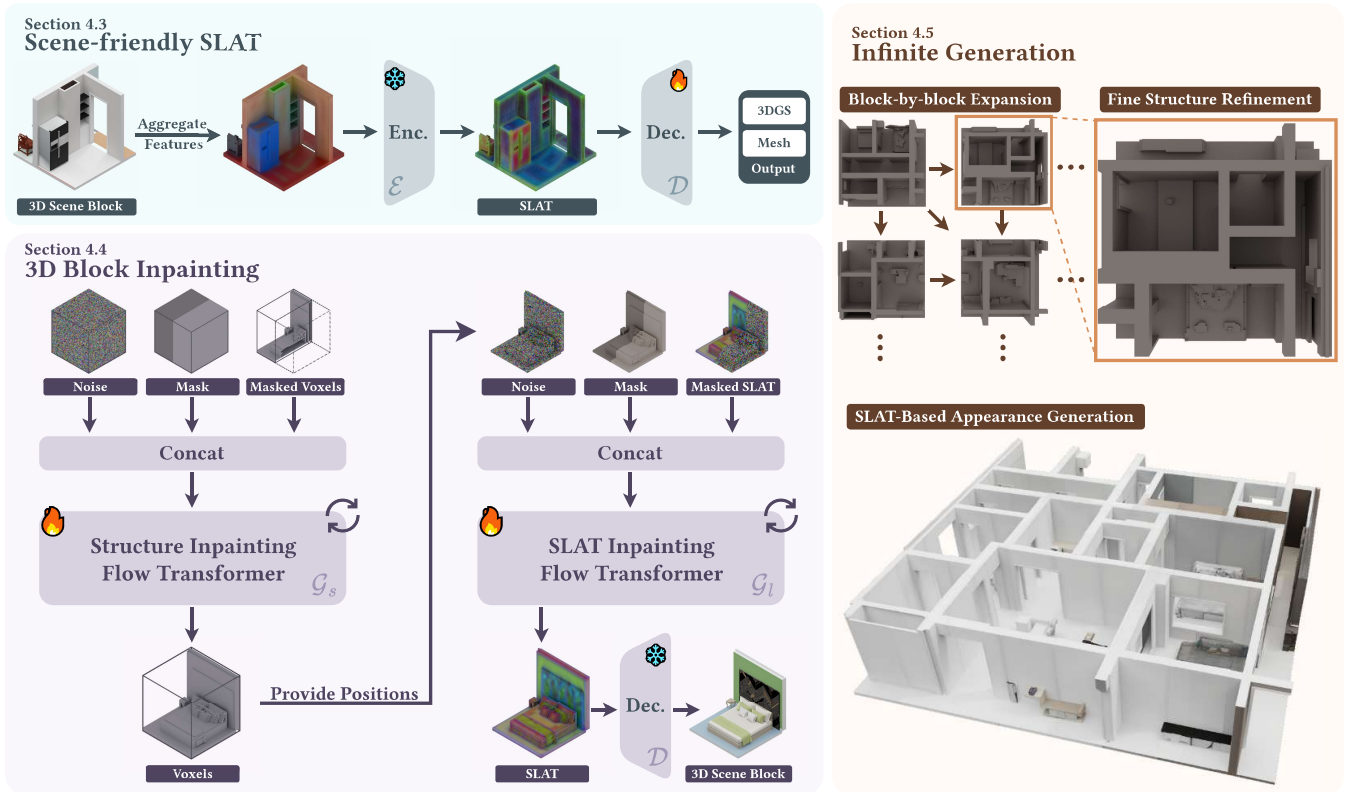 Section 4.3
Scene-friendly SLAT
Aggregate
Features
Enc.
ℰ
Dec.
𝒟
3DGS
Mesh
Output
3D Scene Block
SLAT
Section 4.4
3D Block Inpainting
Noise
Mask
Masked Voxels
Concat
Structure Inpainting
Flow Transformer
𝒢s
Voxels
Provide Positions
Noise
Mask
Masked SLAT
Concat
SLAT Inpainting
Flow Transformer
𝒢l
Dec.
𝒟
SLAT
3D Scene Block
Section 4.5
Infinite Generation
Block-by-block Expansion
Fine Structure Refinement
SLAT-Based Appearance Generation